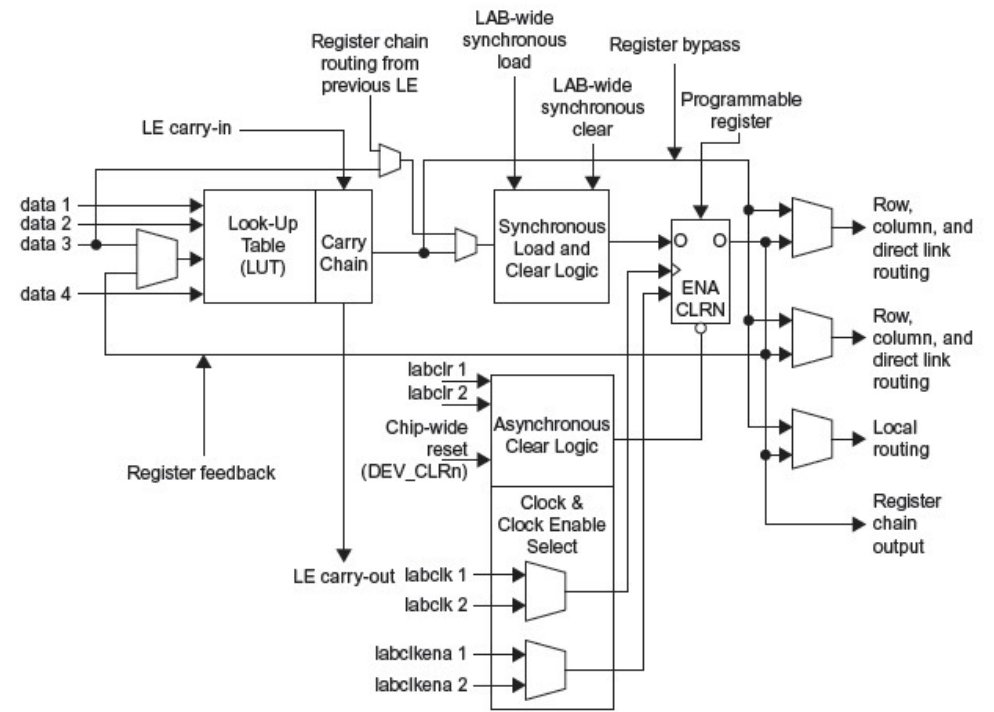 LAB-wide
synchronous
load
Register chain
routing from
previous LE
Register bypass
LAB-wide
synchronous
clear
Programmable
register
LE carry-in
data 1
data 2
data 3
data 4
Look-Up
Table
(LUT)
Carry
Chain
Synchronous
Load and
Clear Logic
O O
ENA
CLRN
Row,
column, and
direct link
routing
Row,
column, and
direct link
routing
Local
routing
Register
chain
output
Register feedback
labclr 1
labclr 2
Chip-wide
reset
(DEV_CLRn)
Asynchronous
Clear Logic
Clock &
Clock Enable
Select
LE carry-out
labclk 1
labclk 2
labclkena 1
labclkena 2